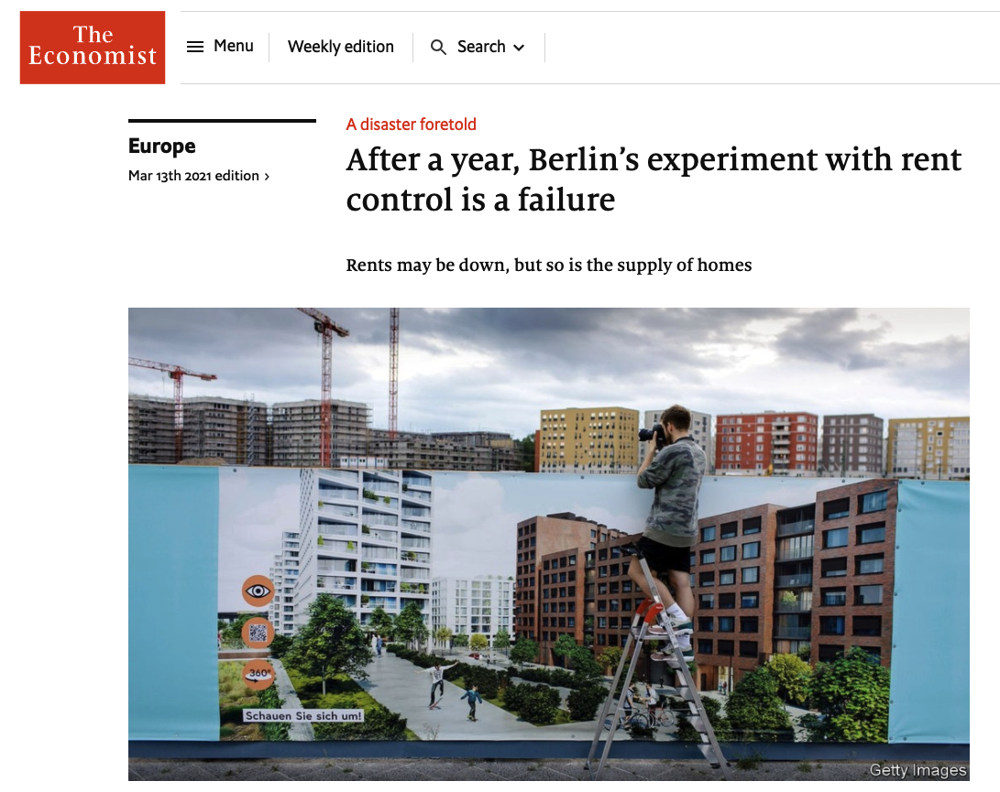 The
Economist
Menu
Weekly edition
Search
Europe
Mar 13th 2021 edition >
A disaster foretold
After a year, Berlin’s experiment with rent
control is a failure
Rents may be down, but so is the supply of homes
360°
Schauen Sie sich um!
Getty Images